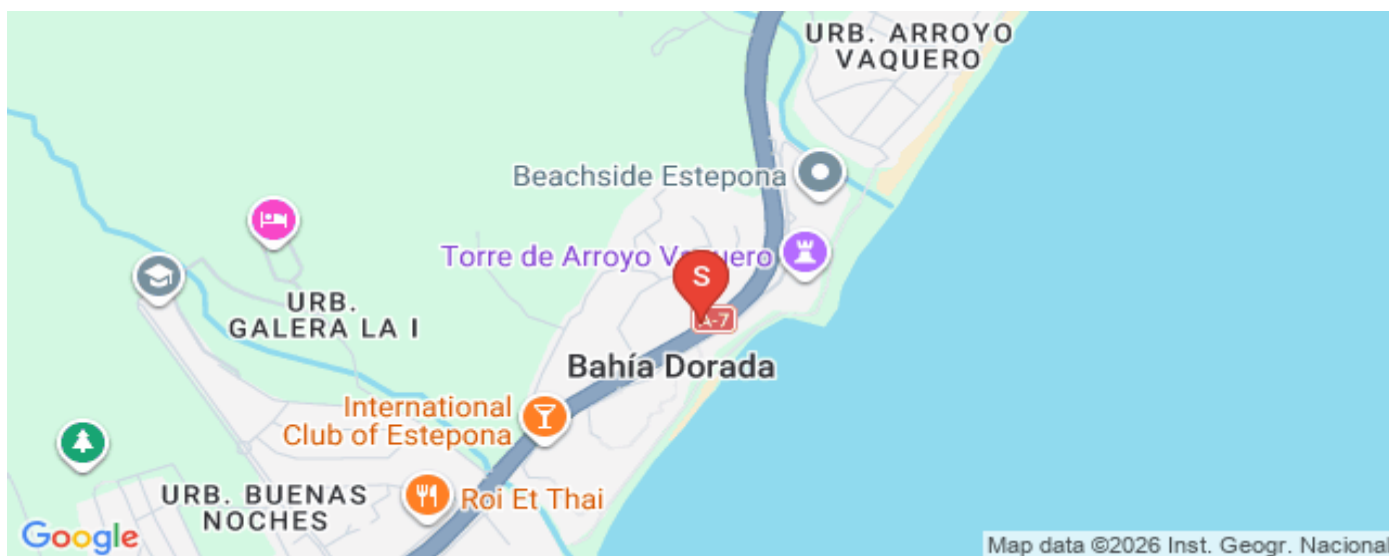 URB. ARROYO
VAQUERO
Beachside Estepona
Torre de Arroyo Vaquero
S
A-7
URB.
GALERA LA I
Bahía Dorada
International
Club of Estepona
URB. BUENAS
NOCHES
Roi Et Thai
Google
Map data ©2026 Inst. Geogr. Nacional